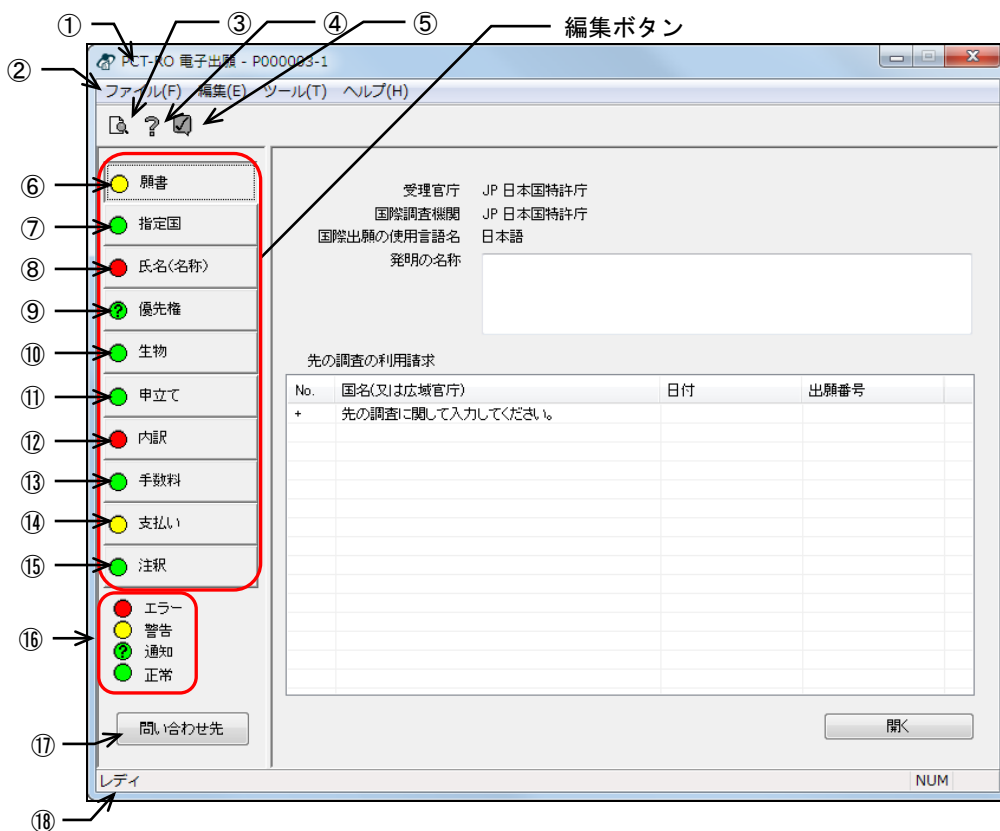 ① ③ ④ ⑤ 編集ボタン
② PCT-RO 電子出願 - P000003-1
ファイル(F) 編集(E) ツール(T) ヘルプ(H)
⑥ 願書
⑦ 指定国
⑧ 氏名(名称)
⑨ ? 優先権
⑩ 生物
⑪ 申立て
⑫ 内訳
⑬ 手数料
⑭ 支払い
⑮ 注釈
⑯ エラー
警告
? 通知
正常
⑰ 問い合わせ先
受理官庁 JP 日本国特許庁
国際調査機関 JP 日本国特許庁
国際出願の使用言語名 日本語
発明の名称
先の調査の利用請求
No. 国名(又は広域官庁) 日付 出願番号
+ 先の調査に関して入力してください。
開く
レディ NUM
⑱